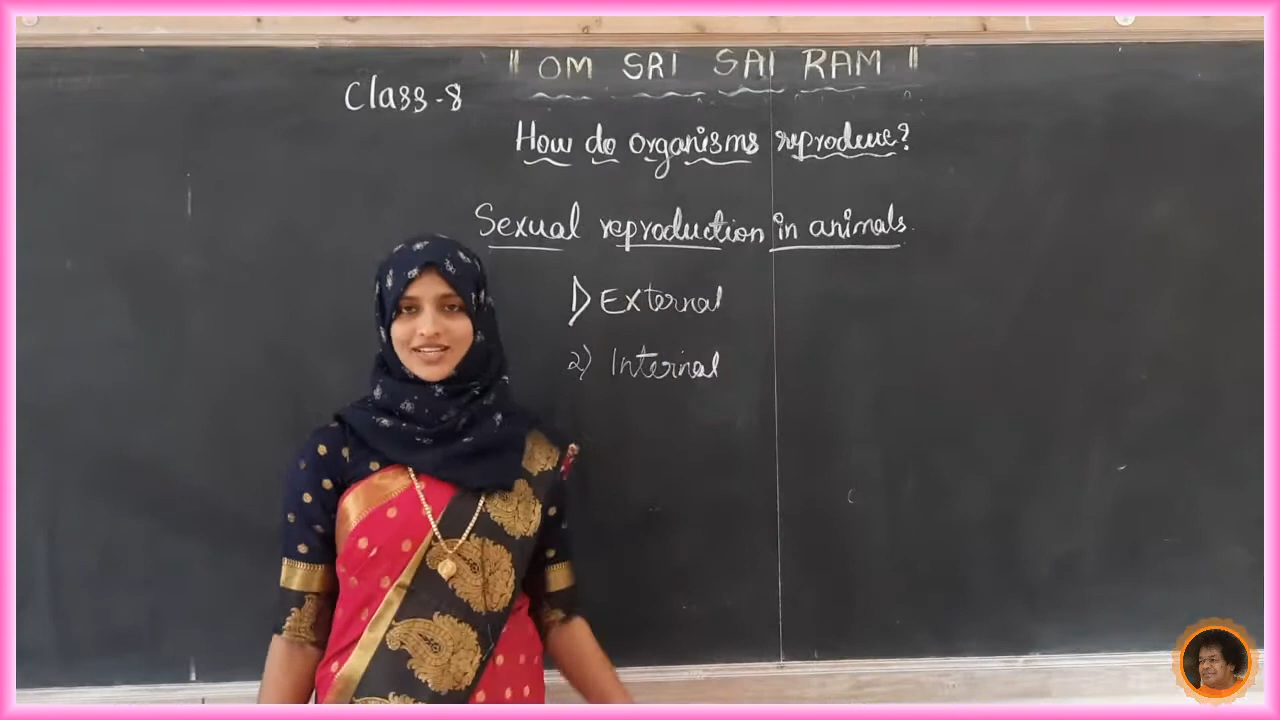 " OM SRI SAI RAM "
Class-8
How do organisms reproduce?
Sexual reproduction in animals.
1) External
2) Internal